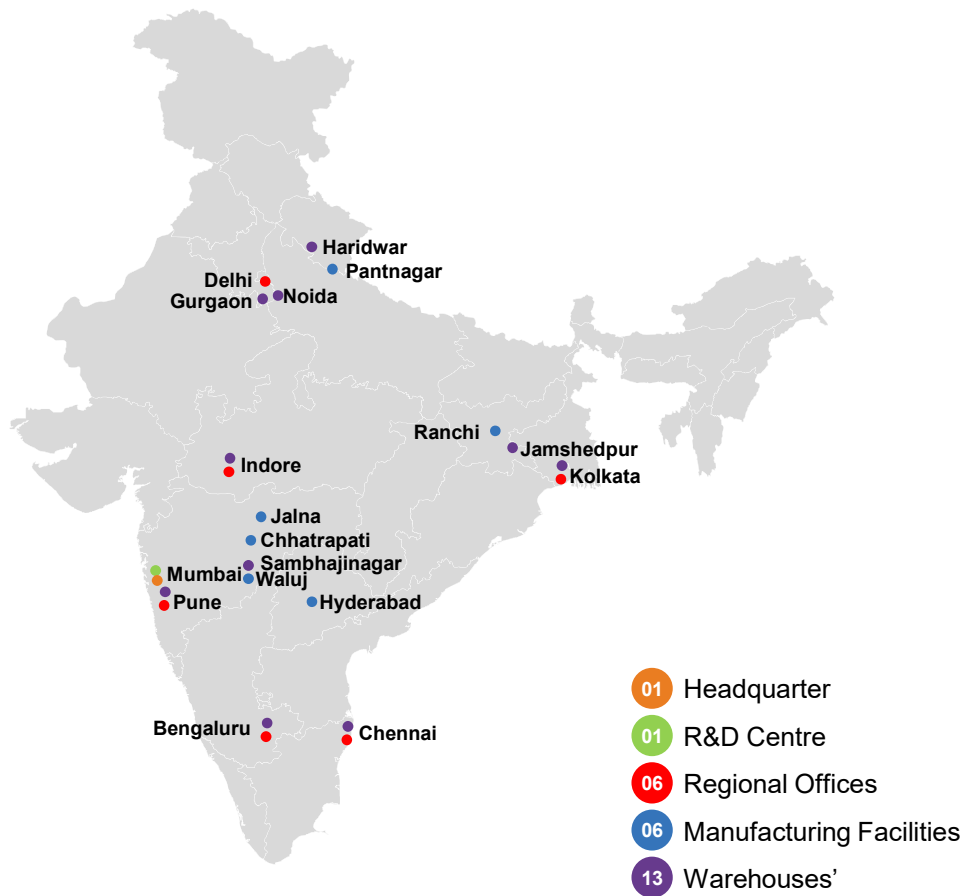 Haridwar
Pantnagar
Delhi
Gurgaon
Noida
Ranchi
Jamshedpur
Kolkata
Indore
Jalna
Chhatrapati
Sambhajinagar
Waluj
Mumbai
Pune
Hyderabad
Bengaluru
Chennai
01 Headquarter
01 R&D Centre
06 Regional Offices
06 Manufacturing Facilities
13 Warehouses’